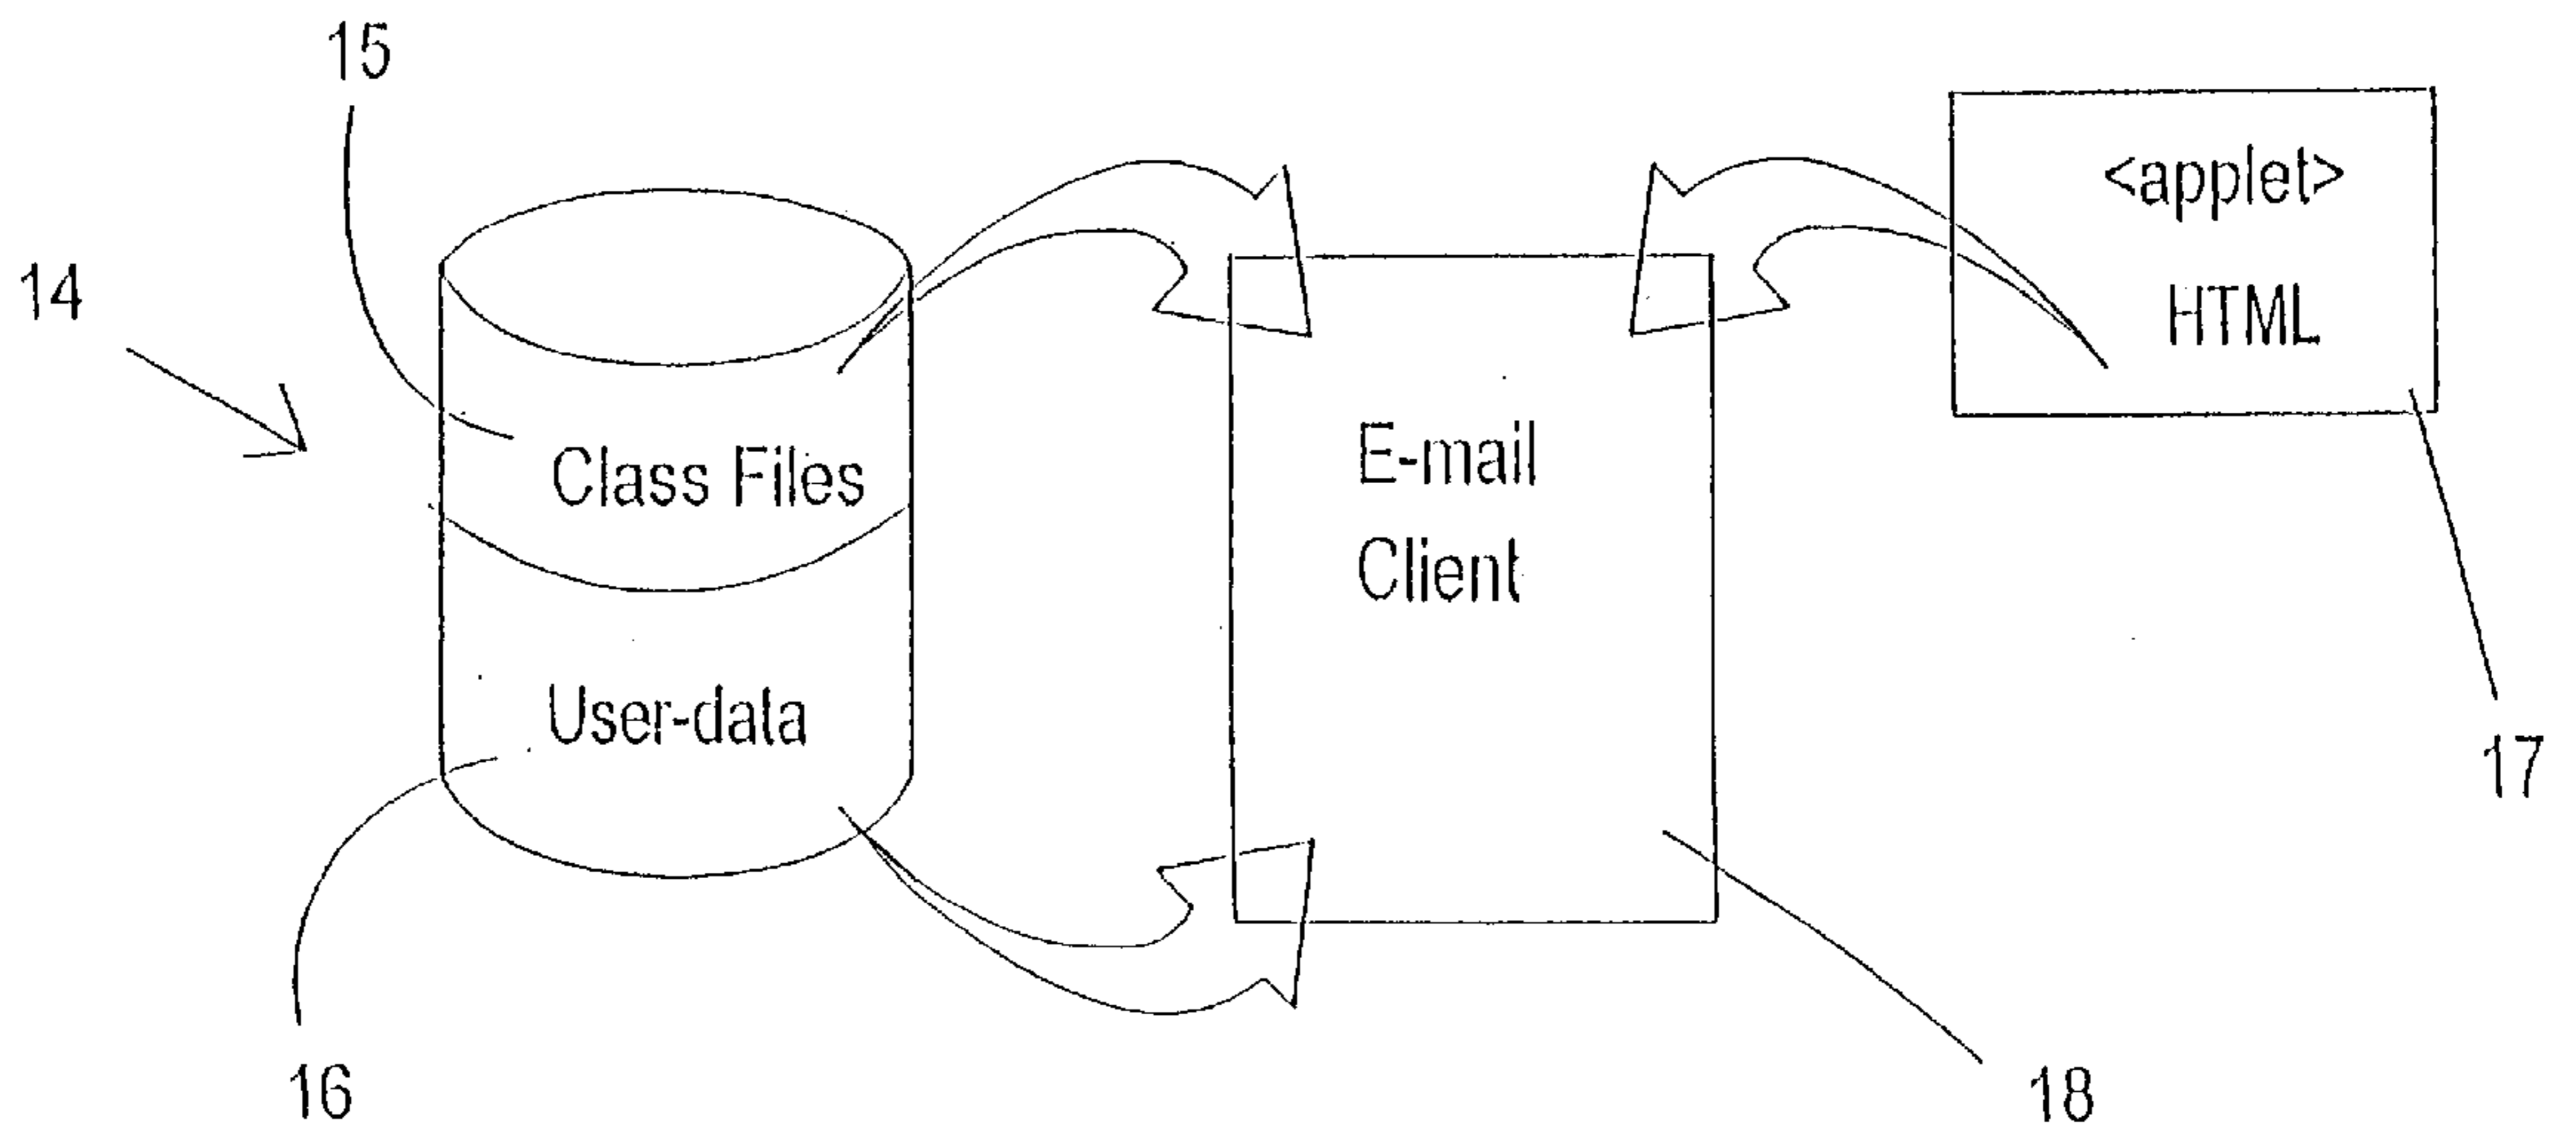 15
14
Class Files
User-data
16
E-mail
Client
18
<applet>
HTML
17